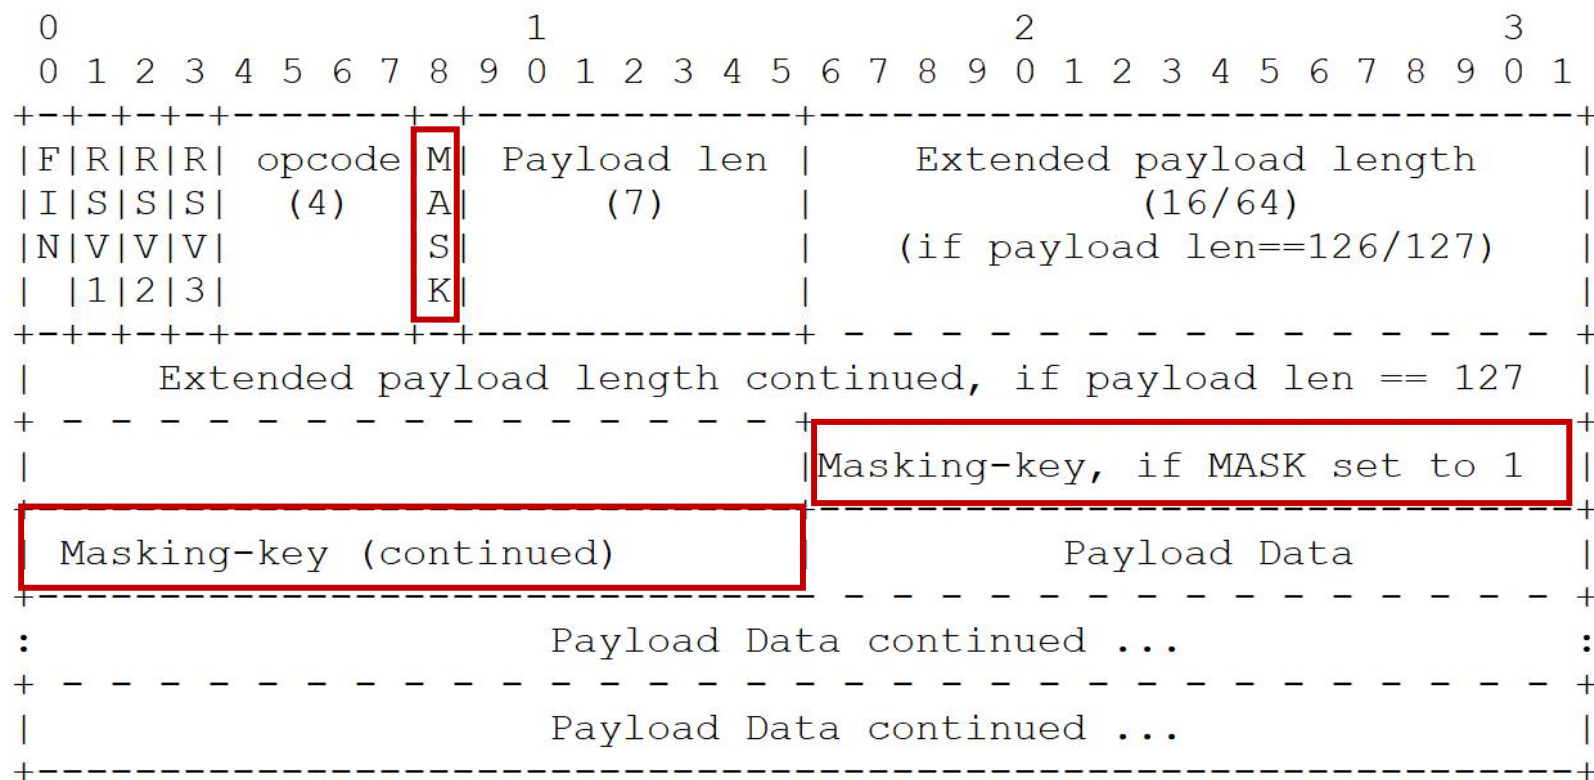 0                   1                   2                   3
 0 1 2 3 4 5 6 7 8 9 0 1 2 3 4 5 6 7 8 9 0 1 2 3 4 5 6 7 8 9 0 1
+-+-+-+-+-------+-+-------------+-------------------------------+
|F|R|R|R| opcode|M| Payload len |    Extended payload length    |
|I|S|S|S|  (4)  |A|     (7)     |             (16/64)           |
|N|V|V|V|       |S|             |   (if payload len==126/127)   |
| |1|2|3|       |K|             |                               |
+-+-+-+-+-------+-+-------------+ - - - - - - - - - - - - - - - +
|     Extended payload length continued, if payload len == 127  |
+ - - - - - - - - - - - - - - - +-------------------------------+
|                               |Masking-key, if MASK set to 1  |
+-------------------------------+-------------------------------+
| Masking-key (continued)       |          Payload Data         |
+-------------------------------- - - - - - - - - - - - - - - - +
:                     Payload Data continued ...                :
+ - - - - - - - - - - - - - - - - - - - - - - - - - - - - - - - +
|                     Payload Data continued ...                |
+---------------------------------------------------------------+